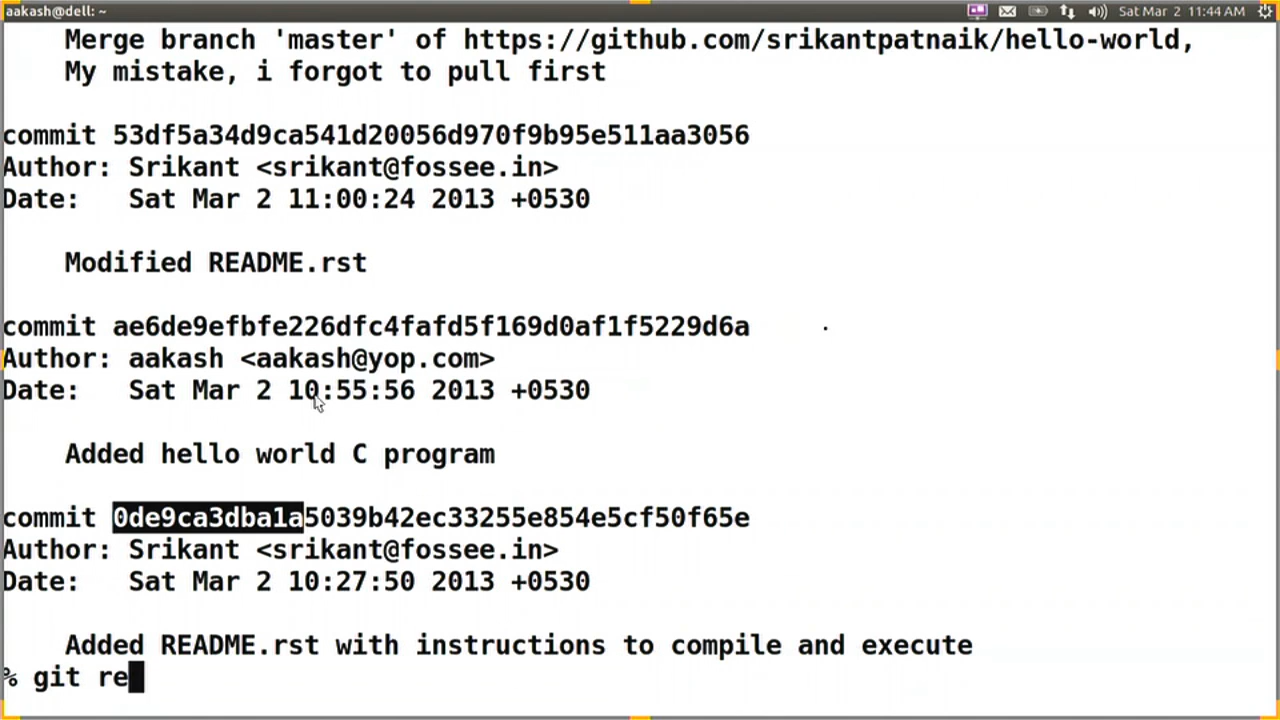 aakash@dell: ~
Sat Mar 2 11:44 AM
Merge branch 'master' of https://github.com/srikantpatnaik/hello-world,
My mistake, i forgot to pull first
commit 53df5a34d9ca541d20056d970f9b95e511aa3056
Author: Srikant <srikant@fossee.in>
Date: Sat Mar 2 11:00:24 2013 +0530
Modified README.rst
commit ae6de9efbfe226dfc4fafd5f169d0af1f5229d6a
Author: aakash <aakash@yop.com>
Date: Sat Mar 2 10:55:56 2013 +0530
Added hello world C program
commit 0de9ca3dba1a5039b42ec33255e854e5cf50f65e
Author: Srikant <srikant@fossee.in>
Date: Sat Mar 2 10:27:50 2013 +0530
Added README.rst with instructions to compile and execute
% git re